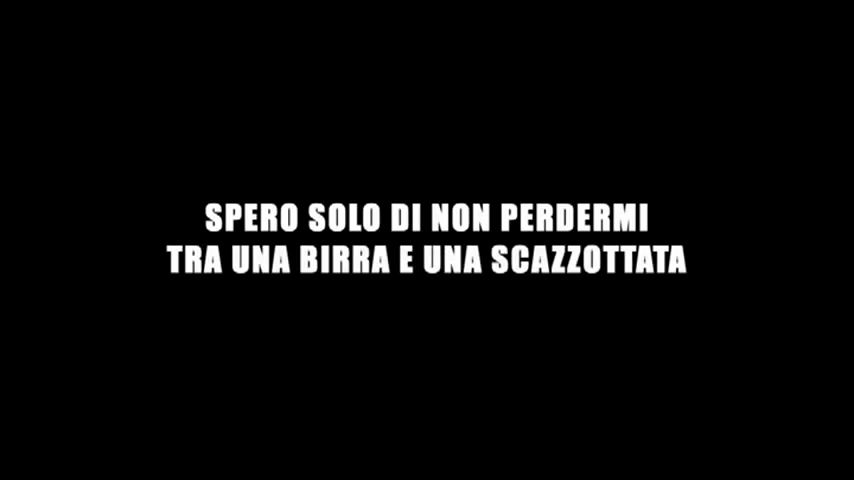 SPERO SOLO DI NON PERDERMI
TRA UNA BIRRA E UNA SCAZZOTTATA